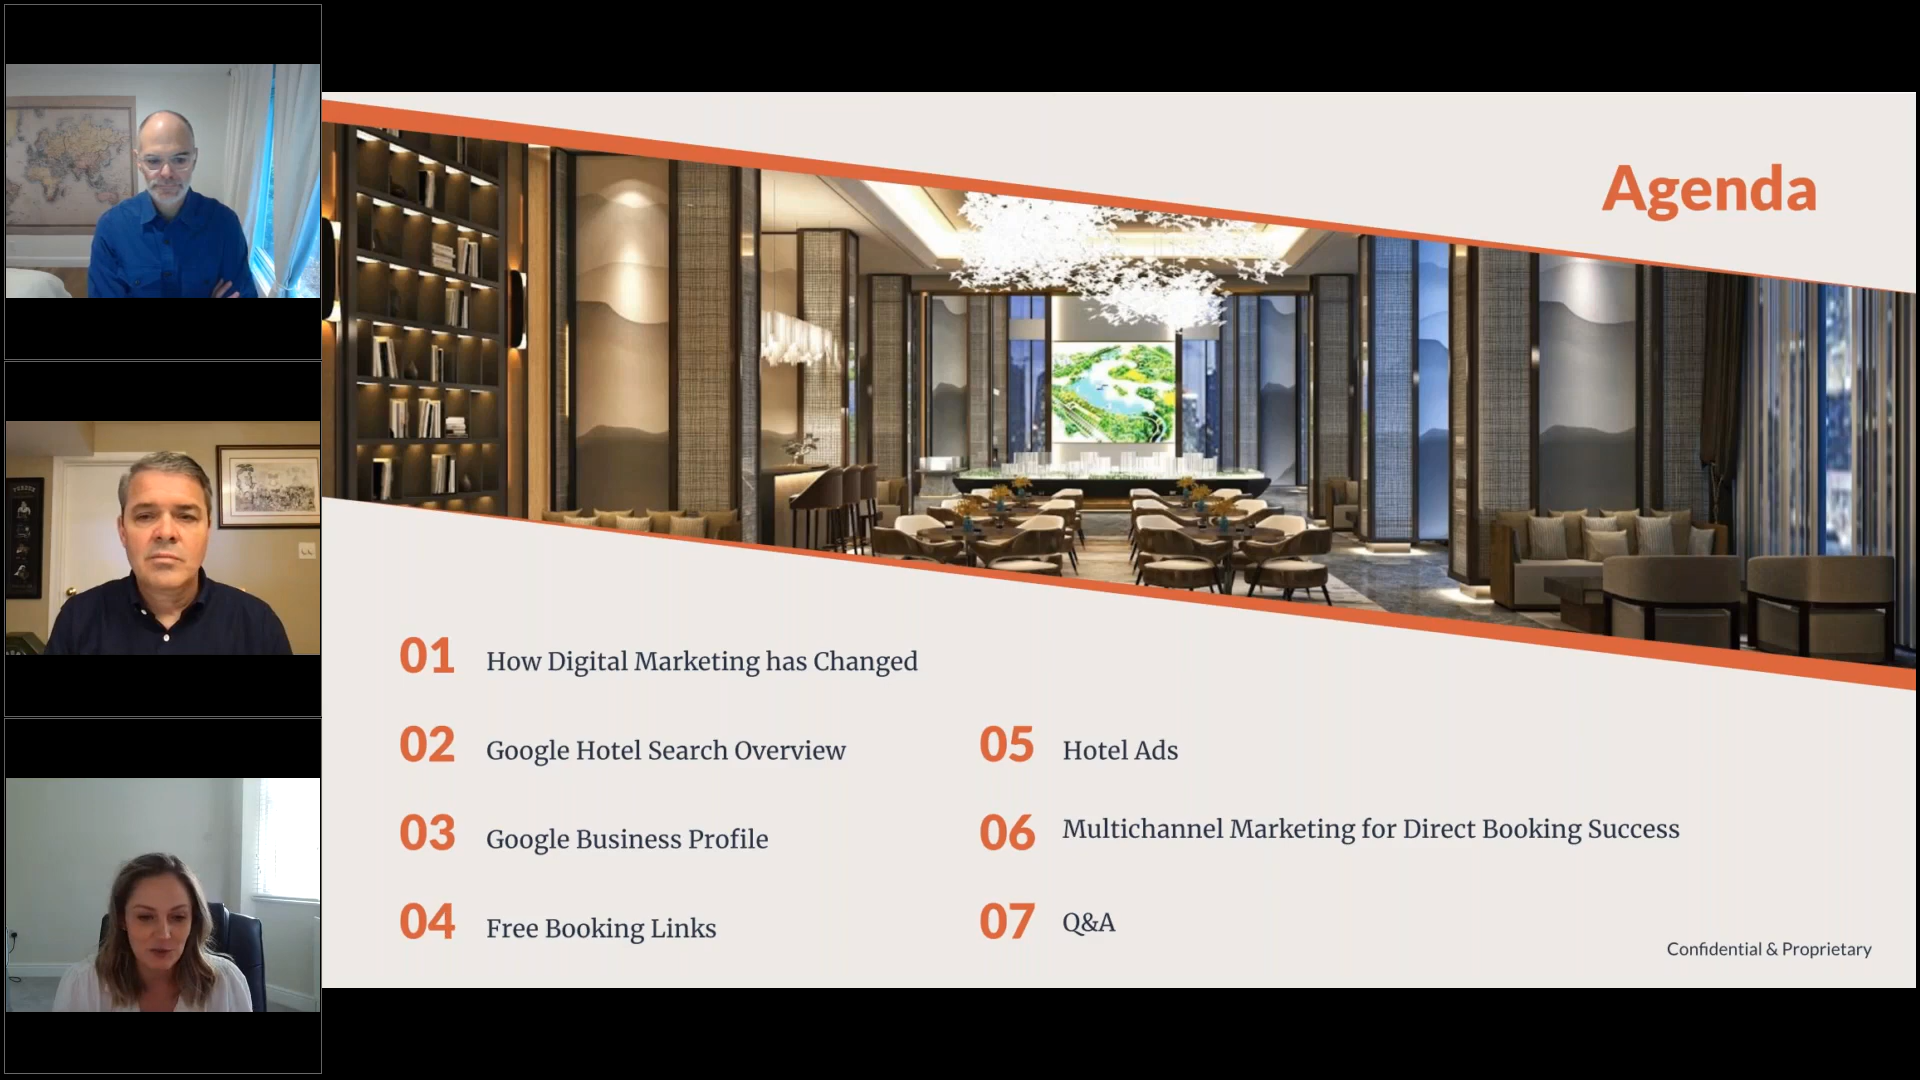 Agenda
01 How Digital Marketing has Changed
02 Google Hotel Search Overview
03 Google Business Profile
04 Free Booking Links
05 Hotel Ads
06 Multichannel Marketing for Direct Booking Success
07 Q&A
Confidential & Proprietary